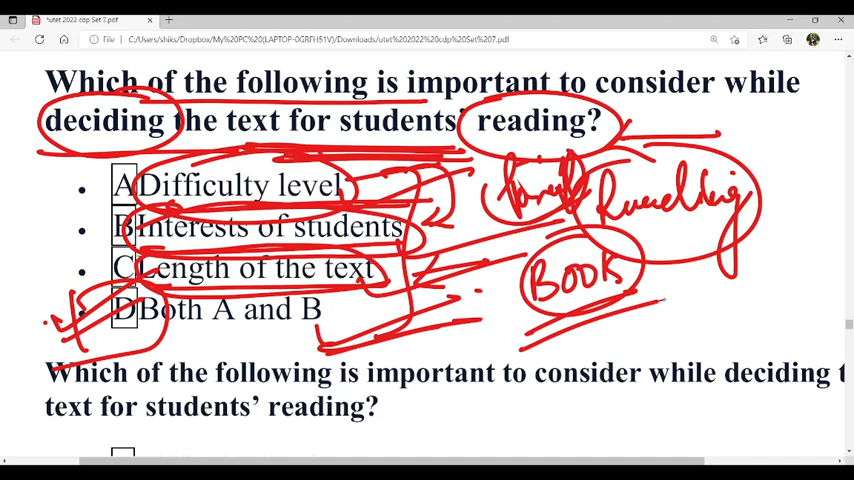 *utet 2022 cdp Set 7.pdf
File | C:/Users/shiks/Dropbox/My%20PC%20(LAPTOP-0GRFH51V)/Downloads/utet%202022%20cdp%20Set%207.pdf
Which of the following is important to consider while
deciding the text for students' reading?
• A Difficulty level
• B Interests of students
• C Length of the text
• D Both A and B
Reading
BOOK
Which of the following is important to consider while deciding t
text for students' reading?